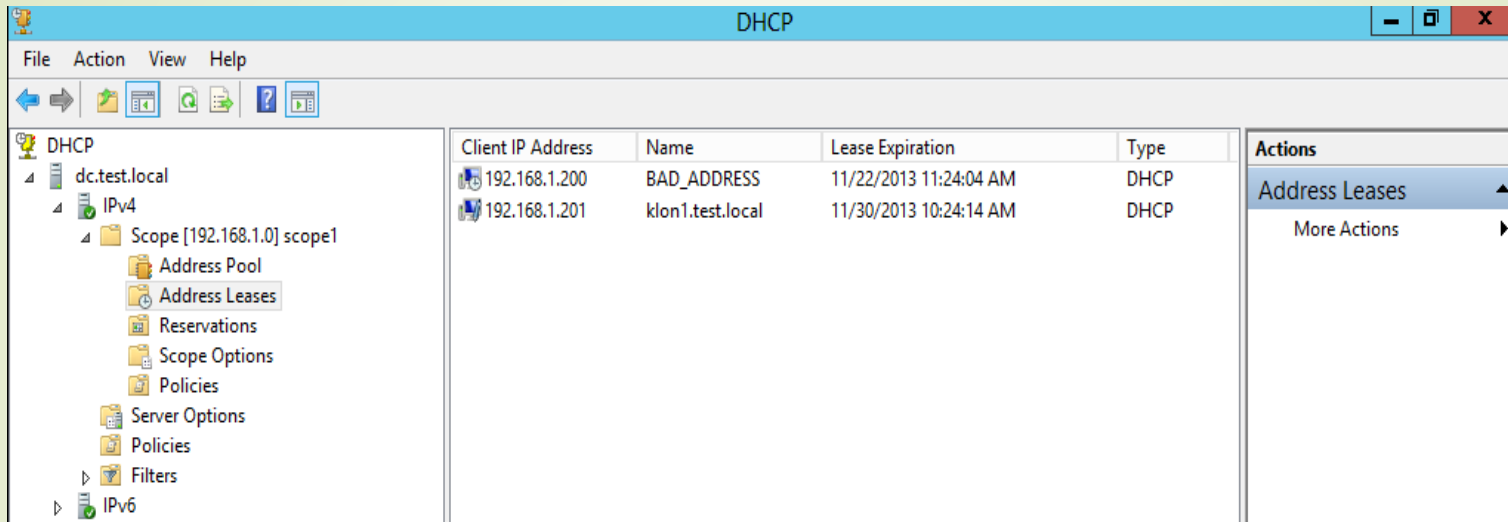 DHCP
File Action View Help
DHCP
dc.test.local
IPv4
Scope [192.168.1.0] scope1
Address Pool
Address Leases
Reservations
Scope Options
Policies
Server Options
Policies
Filters
IPv6
Client IP Address Name Lease Expiration Type
192.168.1.200 BAD_ADDRESS 11/22/2013 11:24:04 AM DHCP
192.168.1.201 klon1.test.local 11/30/2013 10:24:14 AM DHCP
Actions
Address Leases
More Actions